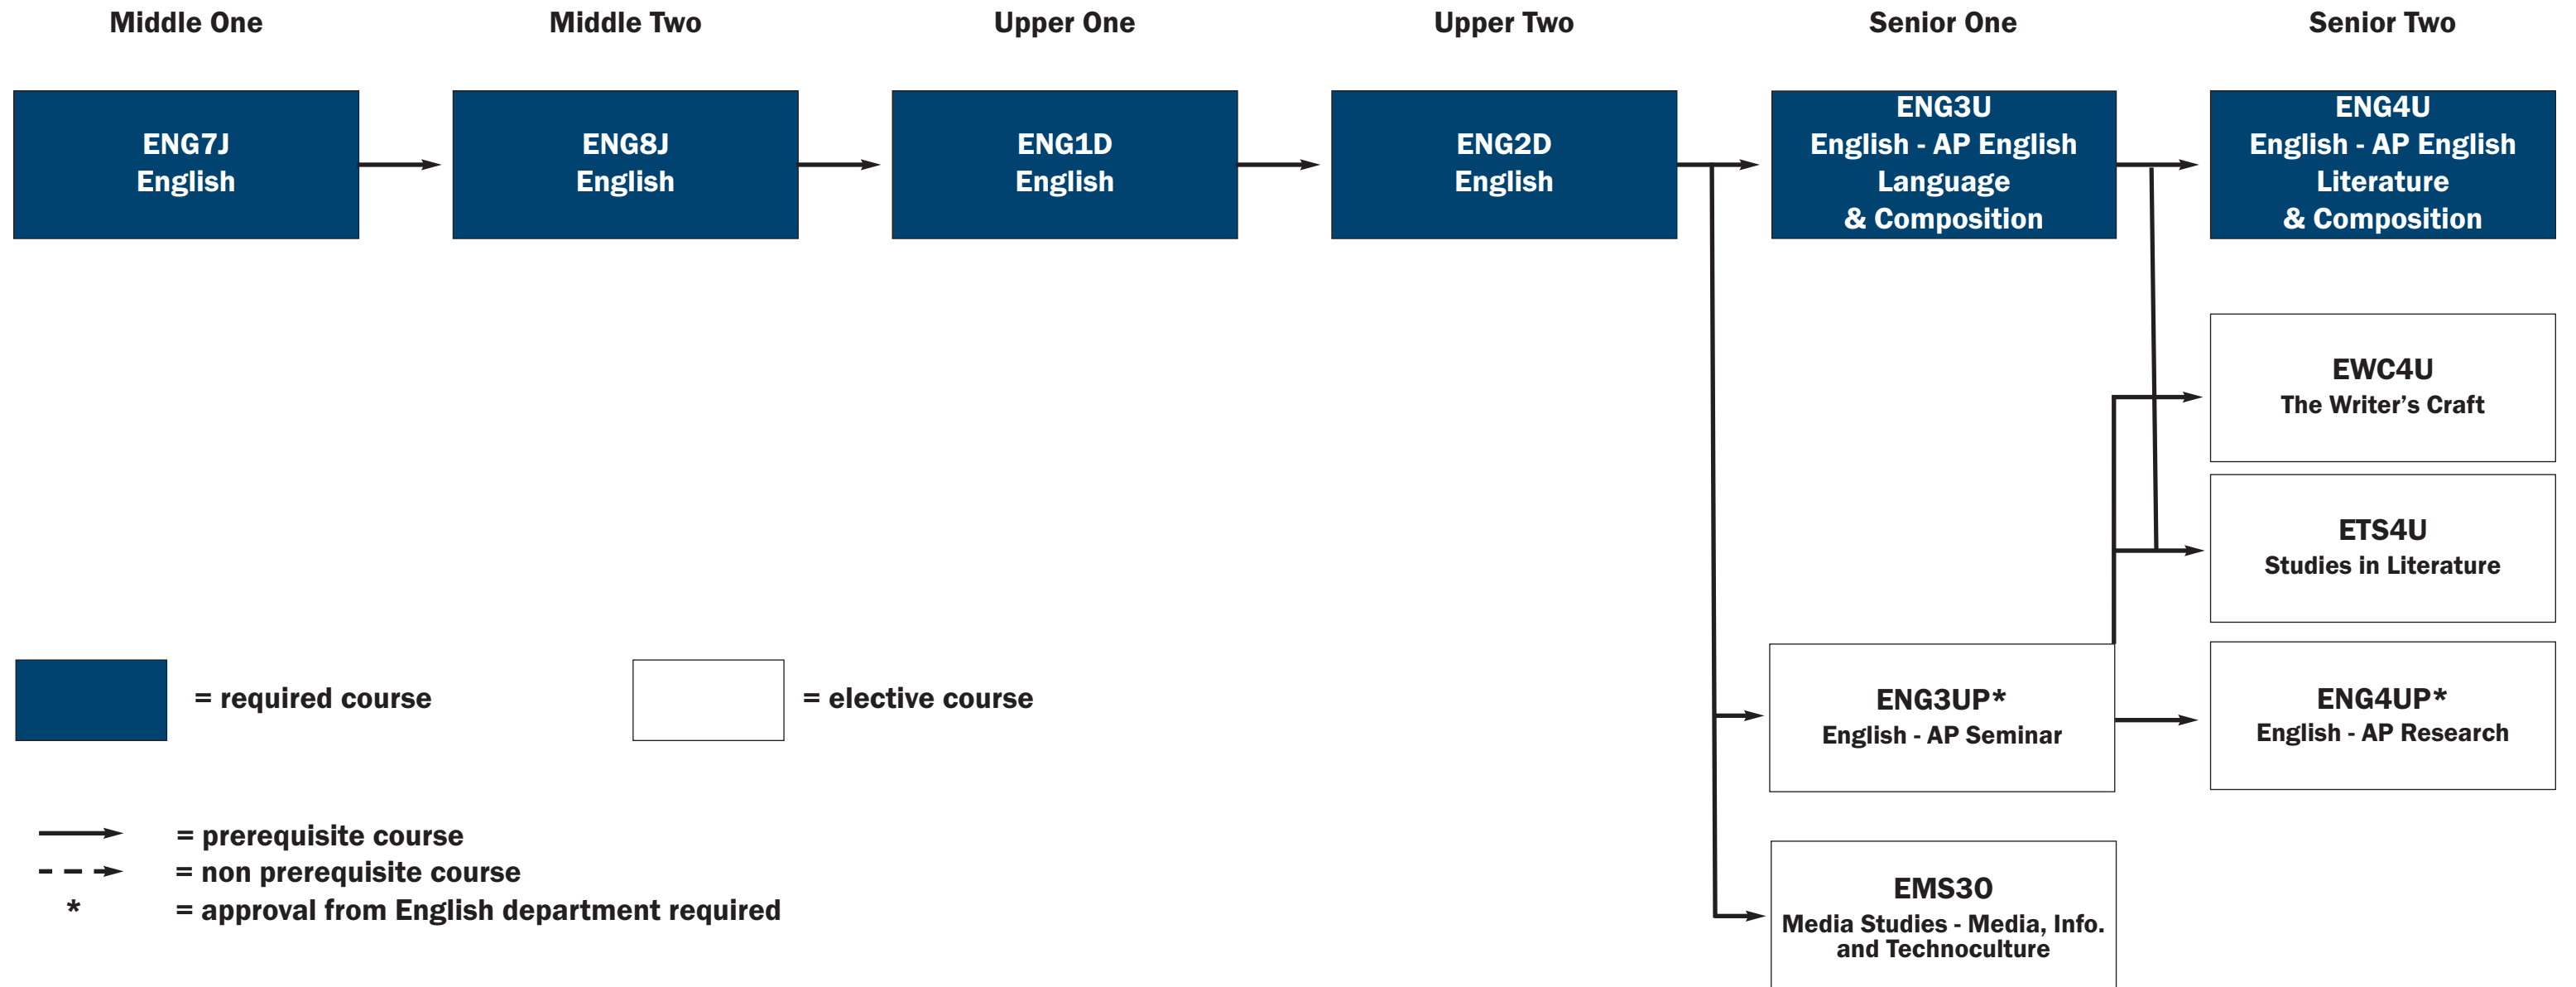 Middle One
Middle Two
Upper One
Upper Two
Senior One
Senior Two
ENG7J
English
ENG8J
English
ENG1D
English
ENG2D
English
ENG3U
English - AP English
Language
& Composition
ENG4U
English - AP English
Literature
& Composition
EWC4U
The Writer’s Craft
ETS4U
Studies in Literature
ENG3UP*
English - AP Seminar
ENG4UP*
English - AP Research
EMS3O
Media Studies - Media, Info.
and Technoculture
= required course
= elective course
= prerequisite course
= non prerequisite course
* = approval from English department required